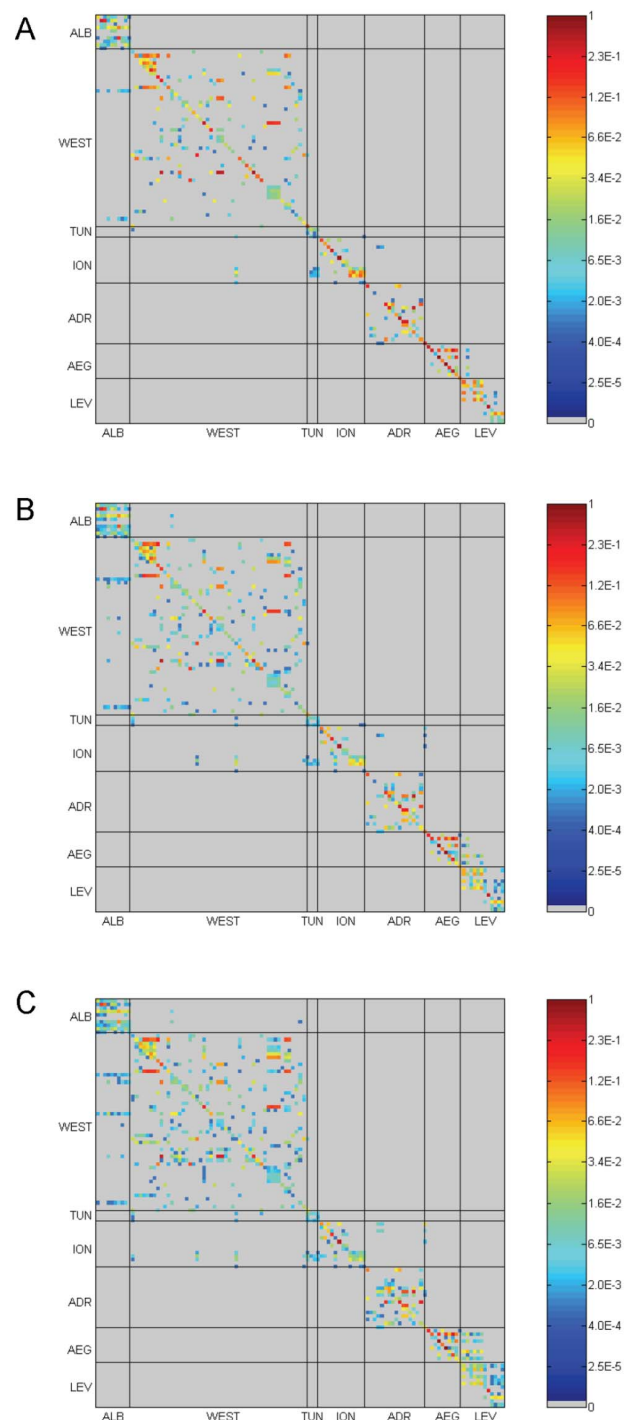 A
ALB
WEST
TUN
ION
ADR
AEG
LEV
ALB WEST TUN ION ADR AEG LEV
1
2.3E-1
1.2E-1
6.6E-2
3.4E-2
1.6E-2
6.5E-3
2.0E-3
4.0E-4
2.5E-5
0
B
ALB
WEST
TUN
ION
ADR
AEG
LEV
ALB WEST TUN ION ADR AEG LEV
1
2.3E-1
1.2E-1
6.6E-2
3.4E-2
1.6E-2
6.5E-3
2.0E-3
4.0E-4
2.5E-5
0
C
ALB
WEST
TUN
ION
ADR
AEG
LEV
ALB WEST TUN ION ADR AEG LEV
1
2.3E-1
1.2E-1
6.6E-2
3.4E-2
1.6E-2
6.5E-3
2.0E-3
4.0E-4
2.5E-5
0